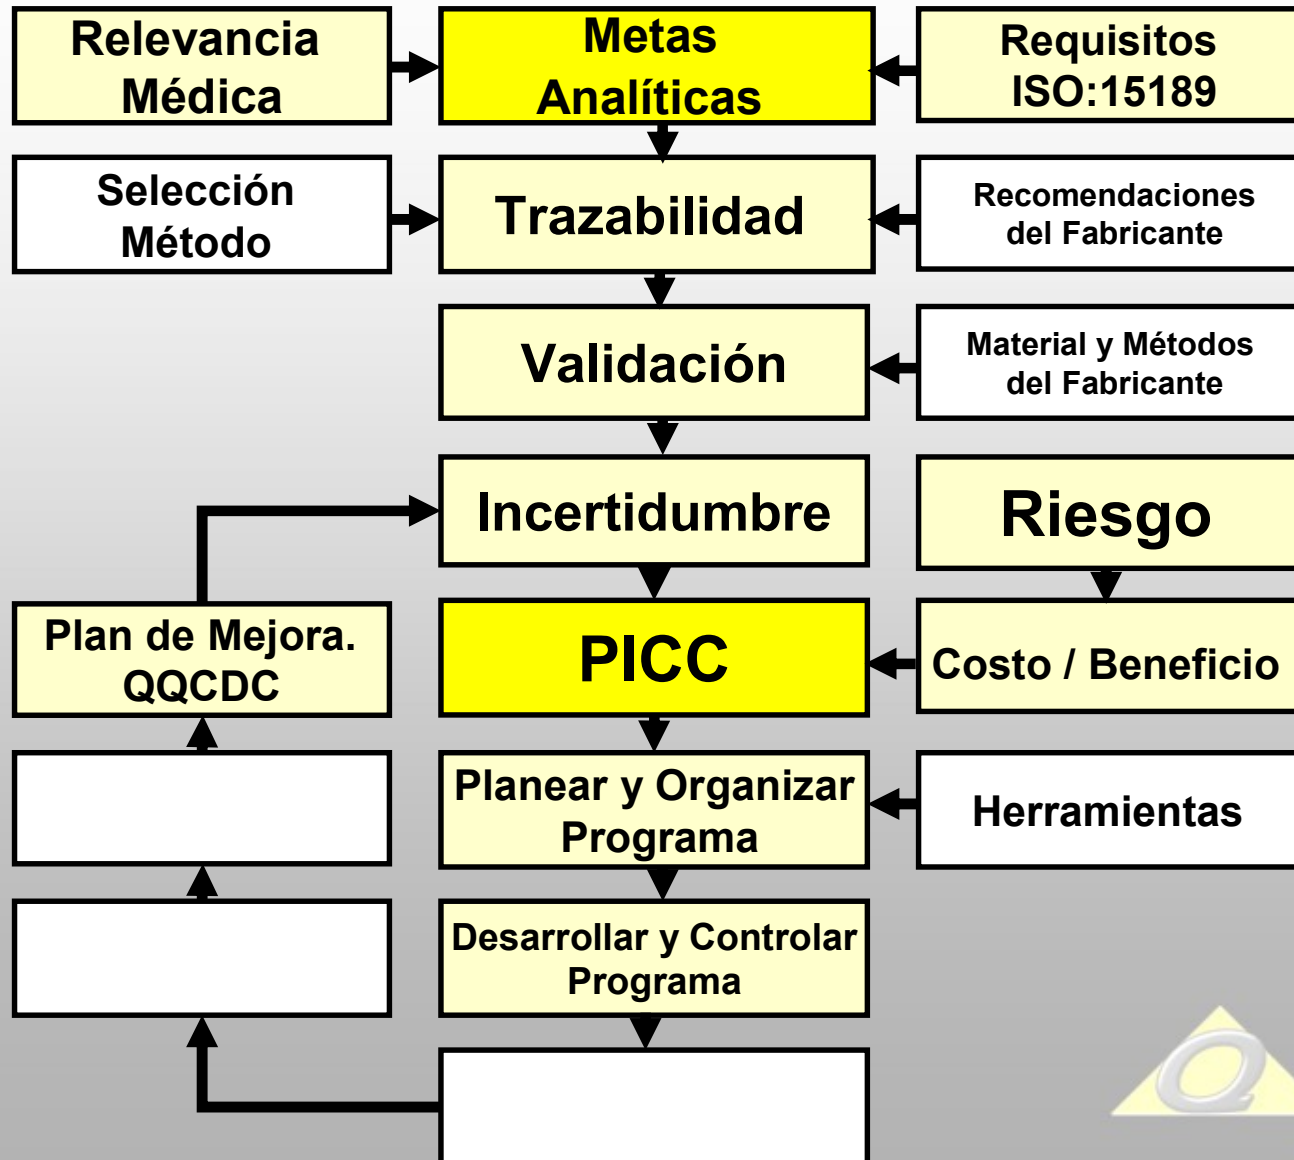 Relevancia
Médica
Metas
Analíticas
Requisitos
ISO:15189
Selección
Método
Trazabilidad
Recomendaciones
del Fabricante
Validación
Material y Métodos
del Fabricante
Incertidumbre
Riesgo
Plan de Mejora.
QQCDC
PICC
Costo / Beneficio
Planear y Organizar
Programa
Herramientas
Desarrollar y Controlar
Programa
Q